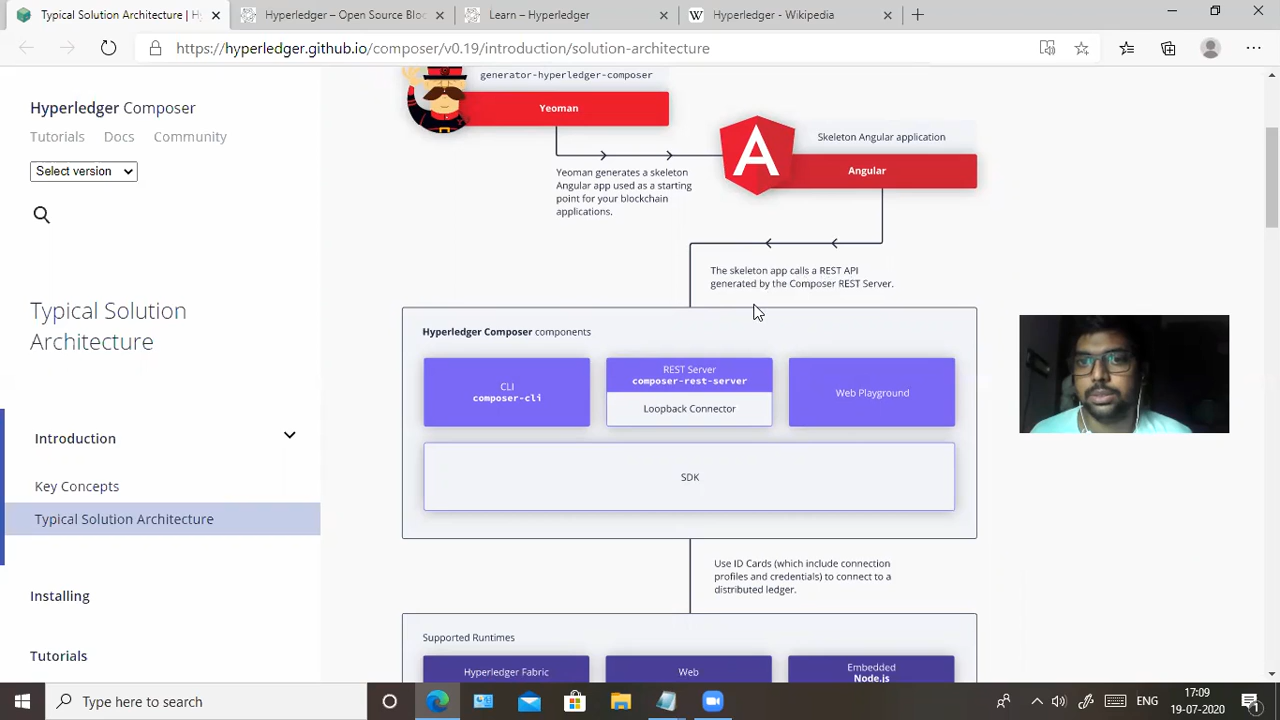 Typical Solution Architecture | H
Hyperledger – Open Source Bloc
Learn – Hyperledger
Hyperledger - Wikipedia
https://hyperledger.github.io/composer/v0.19/introduction/solution-architecture
Hyperledger Composer
Tutorials Docs Community
Select version
Typical Solution
Architecture
Introduction
Key Concepts
Typical Solution Architecture
Installing
Tutorials
generator-hyperledger-composer
Yeoman
Yeoman generates a skeleton
Angular app used as a starting
point for your blockchain
applications.
Skeleton Angular application
Angular
The skeleton app calls a REST API
generated by the Composer REST Server.
Hyperledger Composer components
CLI
composer-cli
REST Server
composer-rest-server
Loopback Connector
Web Playground
SDK
Use ID Cards (which include connection
profiles and credentials) to connect to a
distributed ledger.
Supported Runtimes
Hyperledger Fabric
Web
Embedded
Node.js
Type here to search
ENG
17:09
19-07-2020